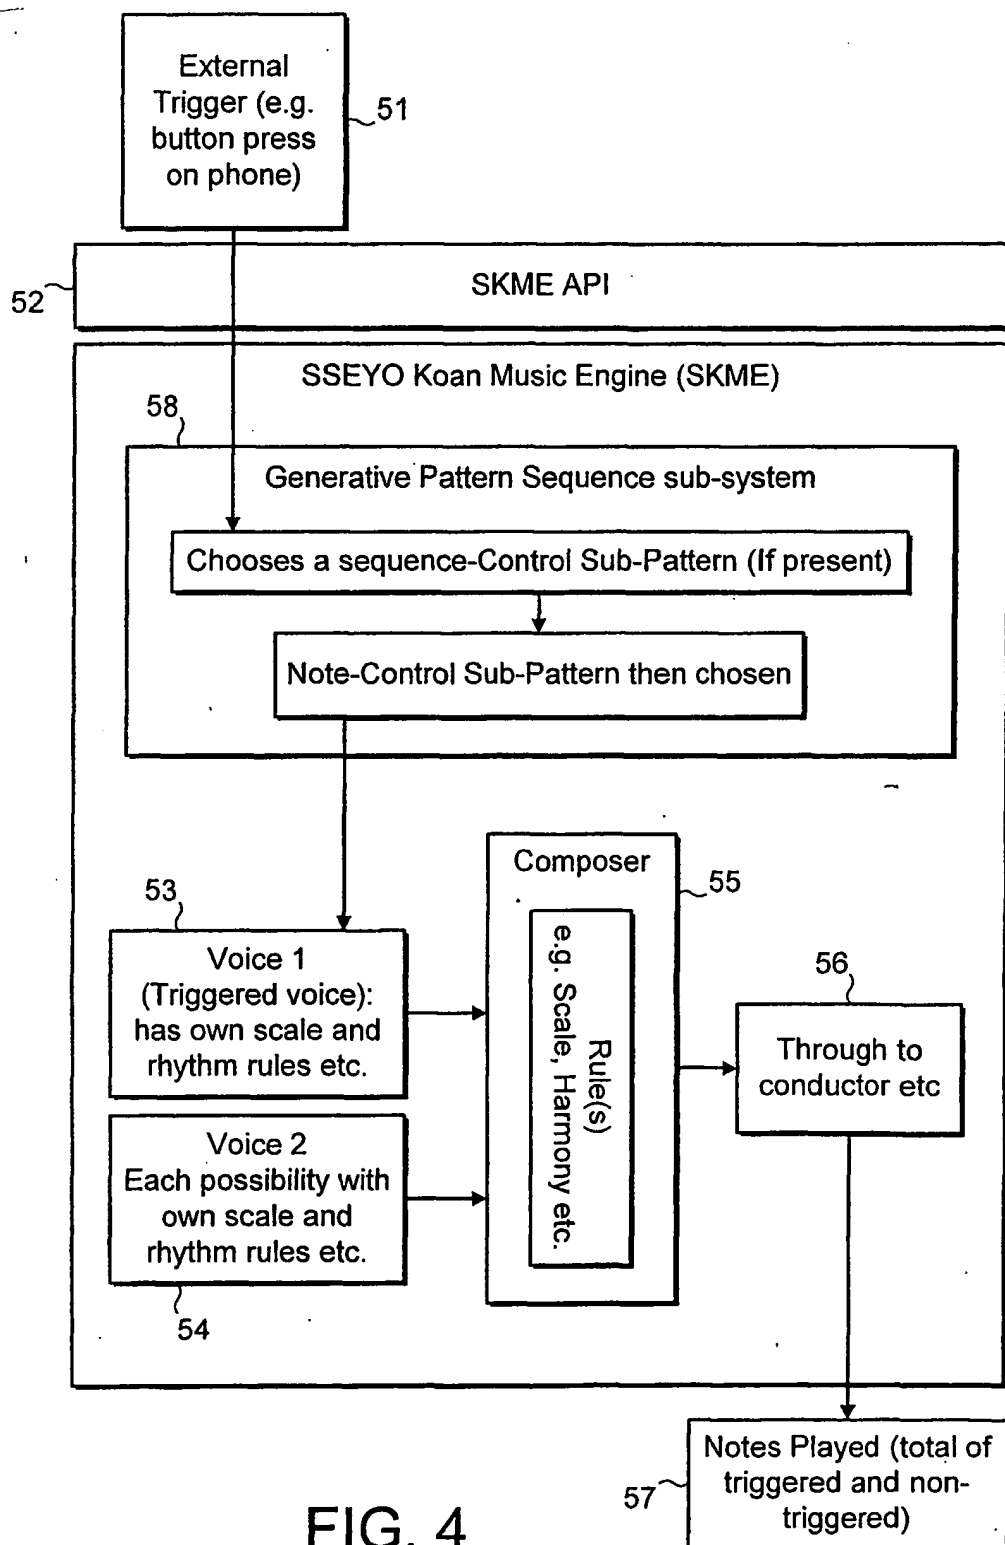 External
Trigger (e.g.
button press
on phone)
51
SKME API
52
SSEYO Koan Music Engine (SKME)
58
Generative Pattern Sequence sub-system
Chooses a sequence-Control Sub-Pattern (If present)
Note-Control Sub-Pattern then chosen
53
Voice 1
(Triggered voice):
has own scale and
rhythm rules etc.
Voice 2
Each possibility with
own scale and
rhythm rules etc.
54
Composer
55
Rule(s)
e.g. Scale, Harmony etc.
56
Through to
conductor etc
Notes Played (total of
triggered and non-
triggered)
57
FIG. 4